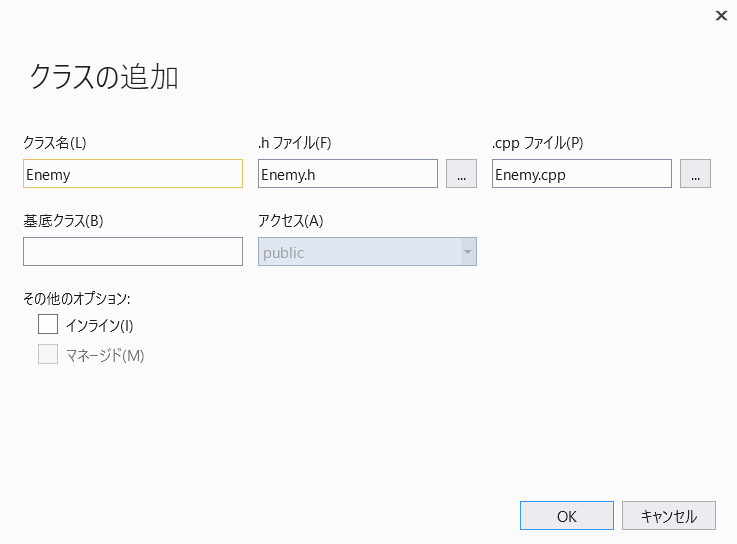 クラスの追加
クラス名(L)
.h ファイル(F)
.cpp ファイル(P)
Enemy
Enemy.h
...
Enemy.cpp
...
基底クラス(B)
アクセス(A)
public
その他のオプション:
インライン(I)
マネージド(M)
OK
キャンセル